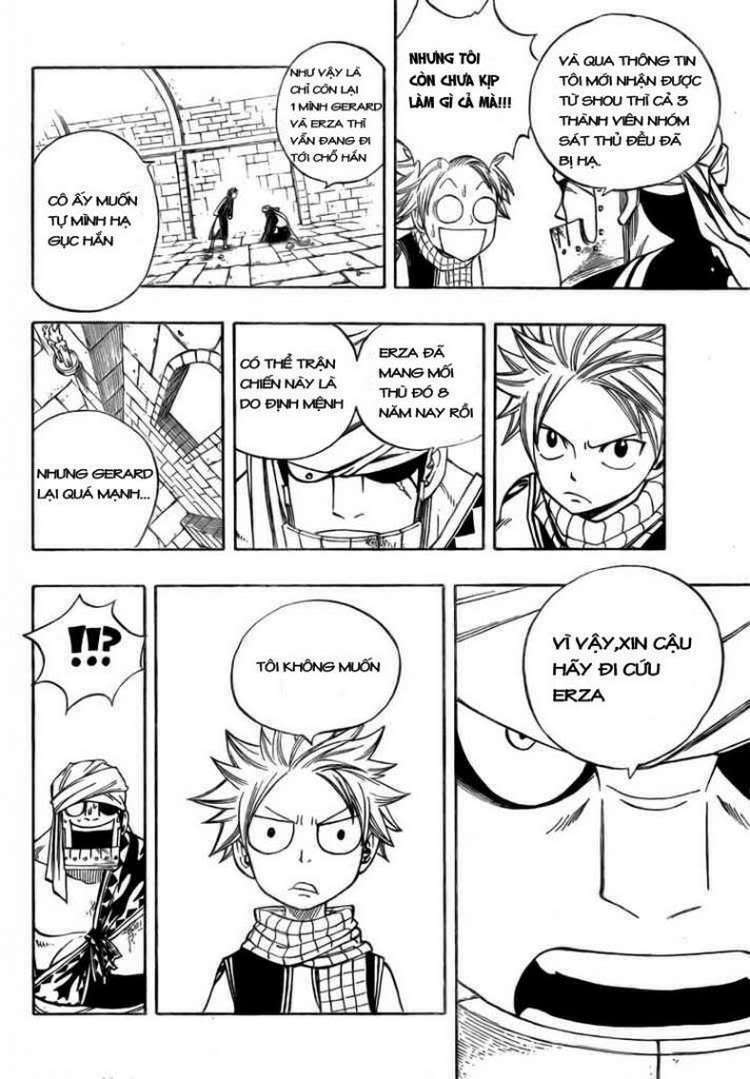 VÀ QUA THÔNG TIN
TÔI MỚI NHẬN ĐƯỢC
TỪ SHOU THÌ CẢ 3
THÀNH VIÊN NHÓM
SÁT THỦ ĐỀU ĐÃ
BỊ HẠ.
NHƯNG TÔI
CÒN CHƯA KỊP
LÀM GÌ CẢ MÀ!!!
NHƯ VẬY LÀ
CHỈ CÒN LẠI
1 MÌNH GERARD
VÀ ERZA THÌ
VẪN ĐANG ĐI
TỚI CHỖ HẮN
CÔ ẤY MUỐN
TỰ MÌNH HẠ
GỤC HẮN
ERZA ĐÃ
MANG MỐI
THÙ ĐÓ 8
NĂM NAY RỒI
CÓ THỂ TRẬN
CHIẾN NÀY LÀ
DO ĐỊNH MỆNH
NHƯNG GERARD
LẠI QUÁ MẠNH...
VÌ VẬY,XIN CẬU
HÃY ĐI CỨU
ERZA
TÔI KHÔNG MUỐN
!!?